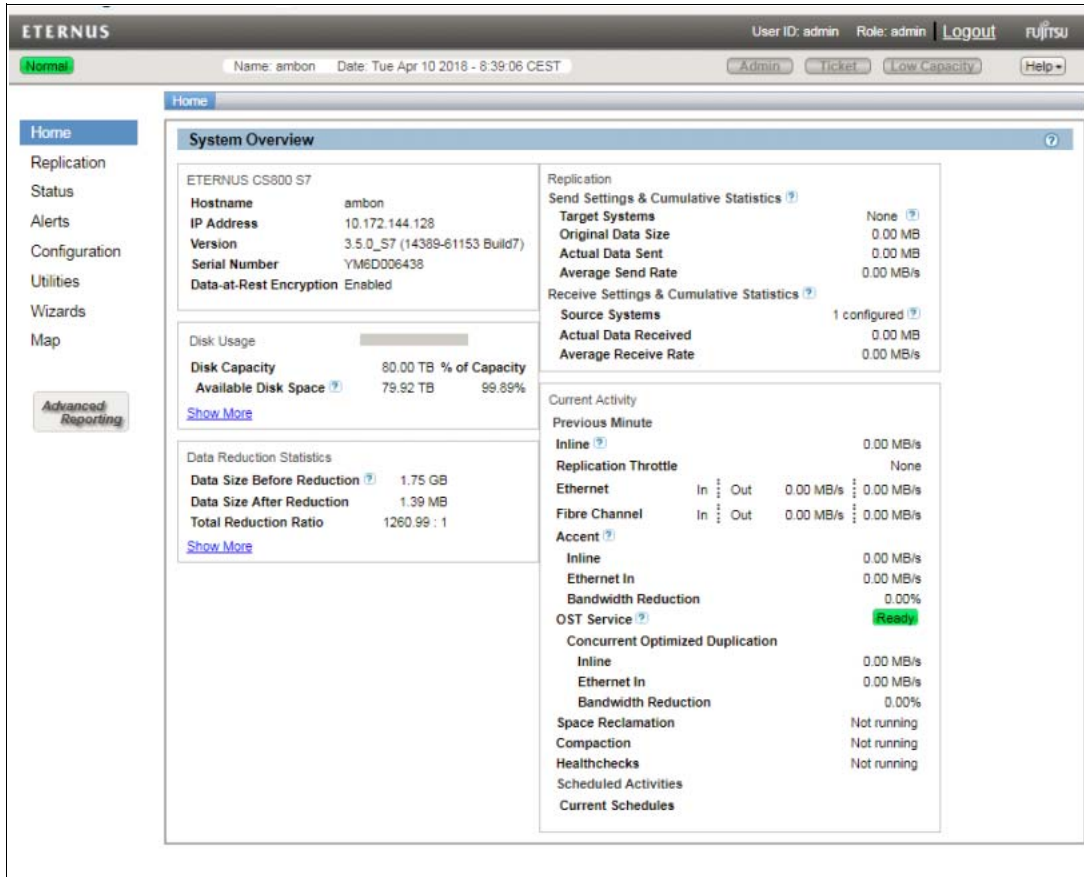 ETERNUS User ID: admin Role: admin Logout FUJITSU
Normal Name: ambon Date: Tue Apr 10 2018 - 8:39:06 CEST Admin Ticket Low Capacity Help
Home
Home
Replication
Status
Alerts
Configuration
Utilities
Wizards
Map
Advanced
Reporting
System Overview ?
ETERNUS CS800 S7
Hostname ambon
IP Address 10.172.144.128
Version 3.5.0_S7 (14389-61153 Build7)
Serial Number YM6D006438
Data-at-Rest Encryption Enabled
Disk Usage
Disk Capacity 80.00 TB % of Capacity
Available Disk Space ? 79.92 TB 99.89%
Show More
Data Reduction Statistics
Data Size Before Reduction ? 1.75 GB
Data Size After Reduction 1.39 MB
Total Reduction Ratio 1260.99 : 1
Show More
Replication
Send Settings & Cumulative Statistics ?
Target Systems None ?
Original Data Size 0.00 MB
Actual Data Sent 0.00 MB
Average Send Rate 0.00 MB/s
Receive Settings & Cumulative Statistics ?
Source Systems 1 configured ?
Actual Data Received 0.00 MB
Average Receive Rate 0.00 MB/s
Current Activity
Previous Minute
Inline ? 0.00 MB/s
Replication Throttle None
Ethernet In Out 0.00 MB/s 0.00 MB/s
Fibre Channel In Out 0.00 MB/s 0.00 MB/s
Accent ?
Inline 0.00 MB/s
Ethernet In 0.00 MB/s
Bandwidth Reduction 0.00%
OST Service ? Ready
Concurrent Optimized Duplication
Inline 0.00 MB/s
Ethernet In 0.00 MB/s
Bandwidth Reduction 0.00%
Space Reclamation Not running
Compaction Not running
Healthchecks Not running
Scheduled Activities
Current Schedules